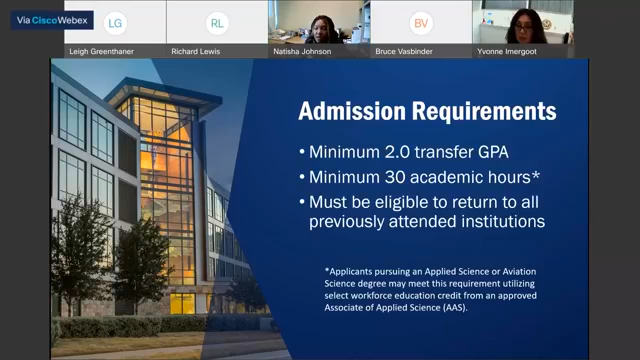 Via CiscoWebex
LG
RL
BV
Leigh Greenthaner
Richard Lewis
Natisha Johnson
Bruce Vasbinder
Yvonne Imergoot
Admission Requirements
• Minimum 2.0 transfer GPA
• Minimum 30 academic hours*
• Must be eligible to return to all
previously attended institutions
*Applicants pursuing an Applied Science or Aviation
Science degree may meet this requirement utilizing
select workforce education credit from an approved
Associate of Applied Science (AAS).